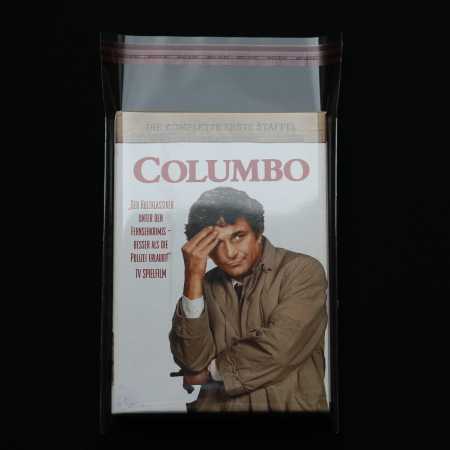 DIE KOMPLETTE ERSTE STAFFEL
COLUMBO
„DER KULTKLASSIKER
UNTER DEN
FERNSEHKRIMIS –
BESSER ALS DIE
POLIZEI ERLAUBT“
TV SPIELFILM